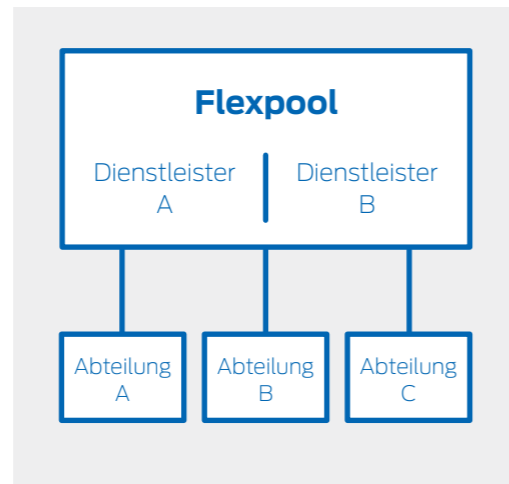 Flexpool
Dienstleister Dienstleister
A B
Abteilung Abteilung Abteilung
A B C